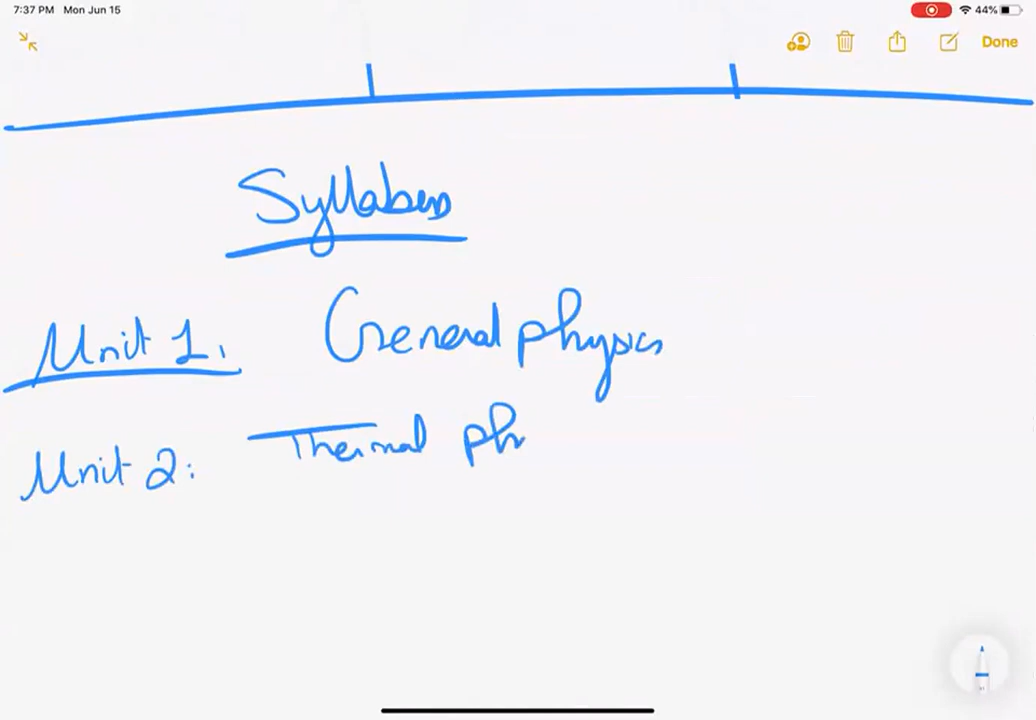 7:37 PM Mon Jun 15 44%
Done
Syllabus
Unit 1. General physics
Unit 2: Thermal ph